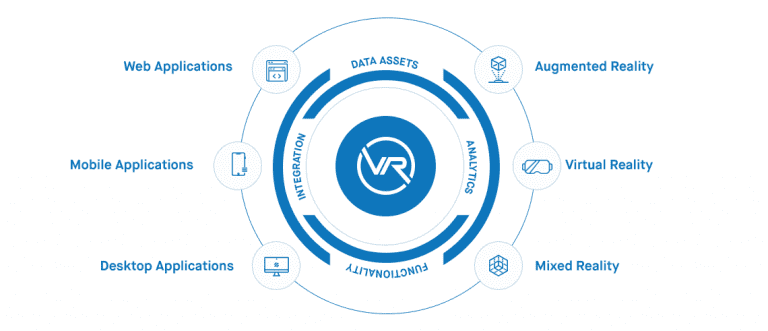 DATA ASSETS
Web Applications
Augmented Reality
INTEGRATION
ANALYTICS
Mobile Applications
VR
Virtual Reality
Desktop Applications
Mixed Reality
FUNCTIONALITY